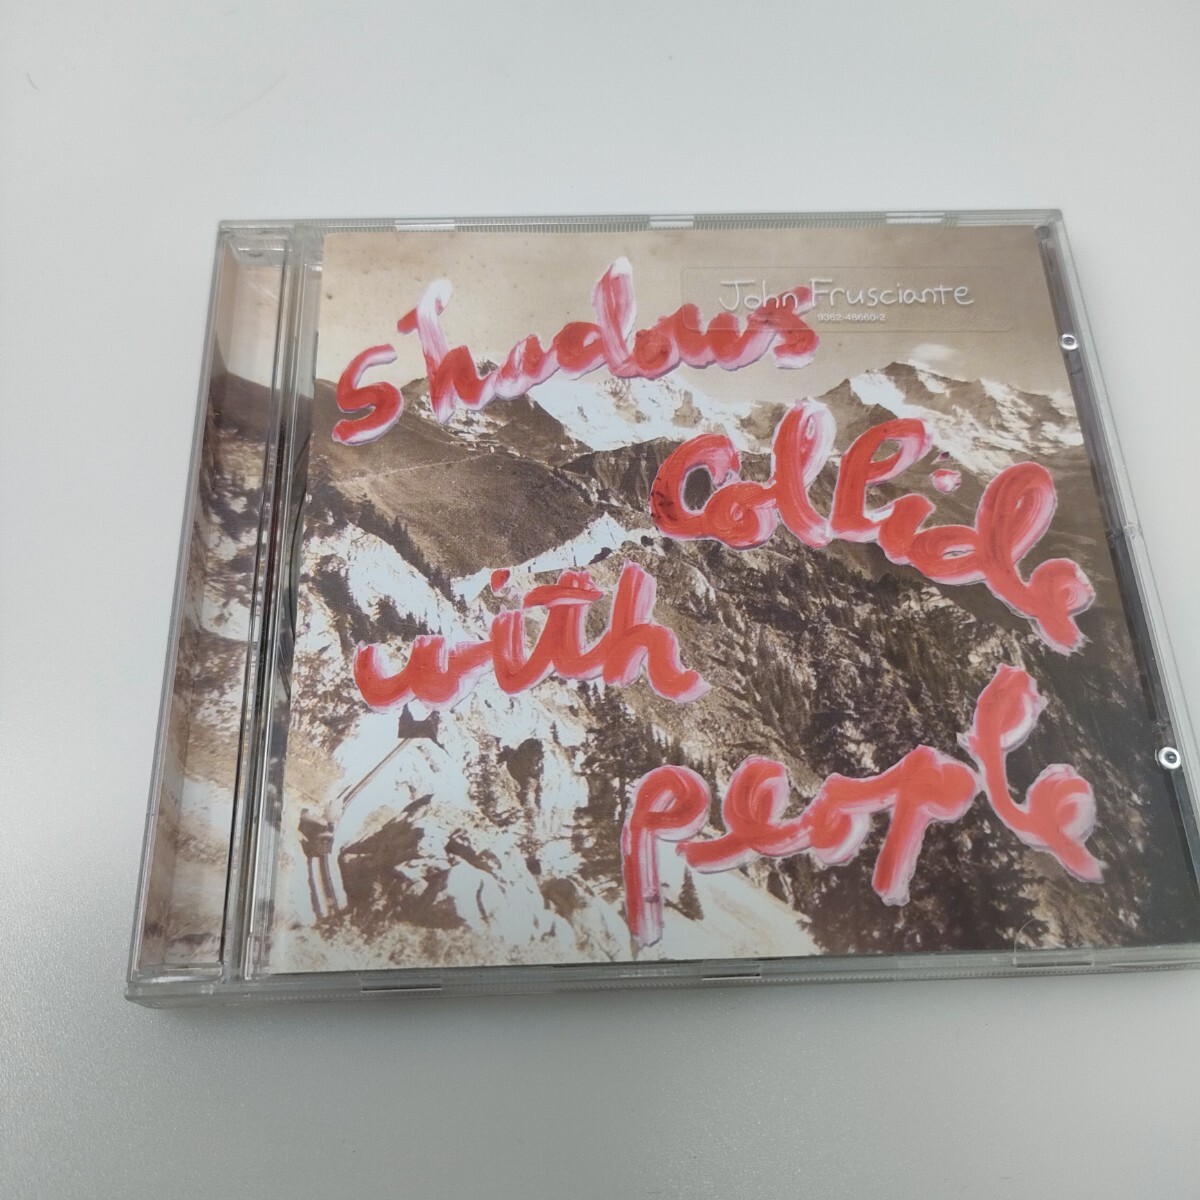 John Frusciante
9362-48660-2
Shadows
Collide
with
people